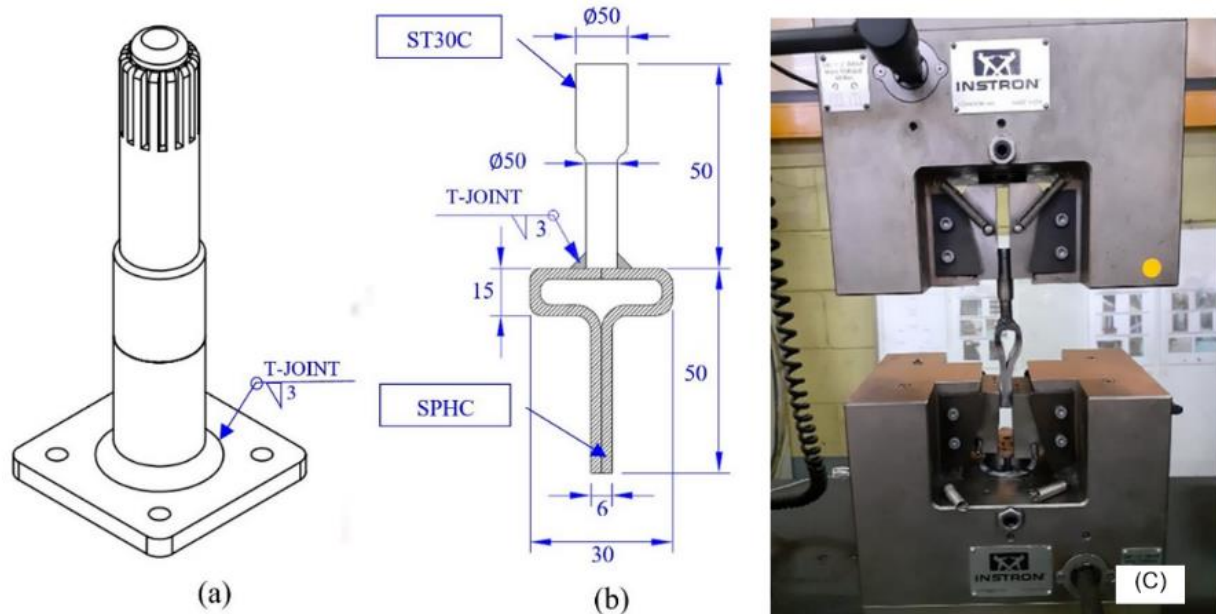 T-JOINT
3
(a)
Ø50
ST30C
Ø50
50
T-JOINT
3
15
50
SPHC
6
30
(b)
INSTRON
INSTRON
(C)